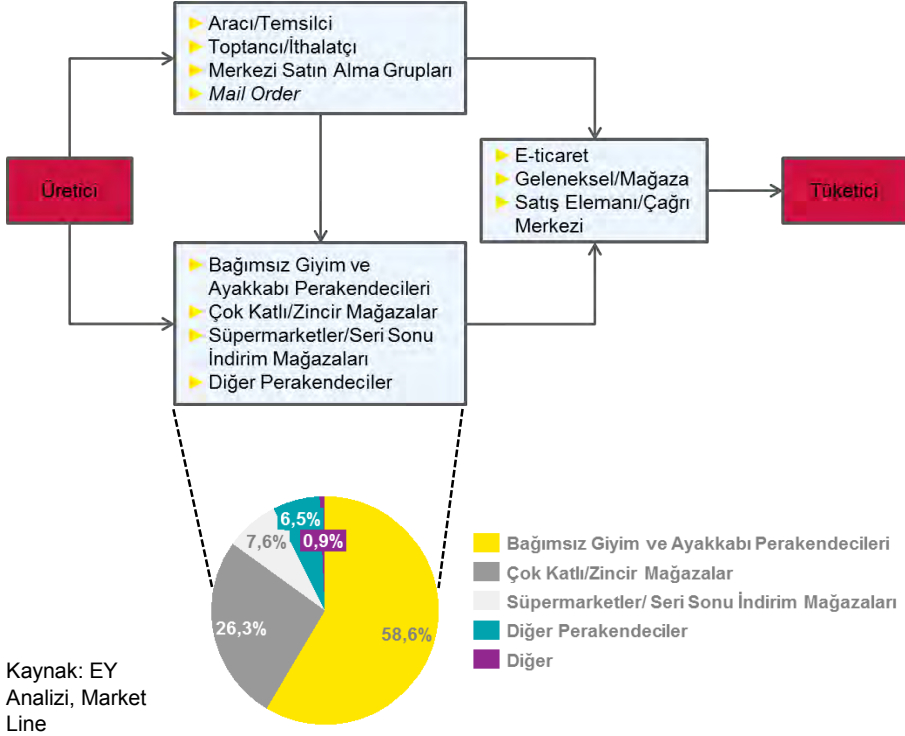 Aracı/Temsilci
Toptancı/İthalatçı
Merkezi Satın Alma Grupları
Mail Order
Üretici
E-ticaret
Geleneksel/Mağaza
Satış Elemanı/Çağrı
Merkezi
Tüketici
Bağımsız Giyim ve
Ayakkabı Perakendecileri
Çok Katlı/Zincir Mağazalar
Süpermarketler/Seri Sonu
İndirim Mağazaları
Diğer Perakendeciler
6,5%
0,9%
7,6%
26,3%
58,6%
Bağımsız Giyim ve Ayakkabı Perakendecileri
Çok Katlı/Zincir Mağazalar
Süpermarketler/ Seri Sonu İndirim Mağazaları
Diğer Perakendeciler
Diğer
Kaynak: EY
Analizi, Market
Line